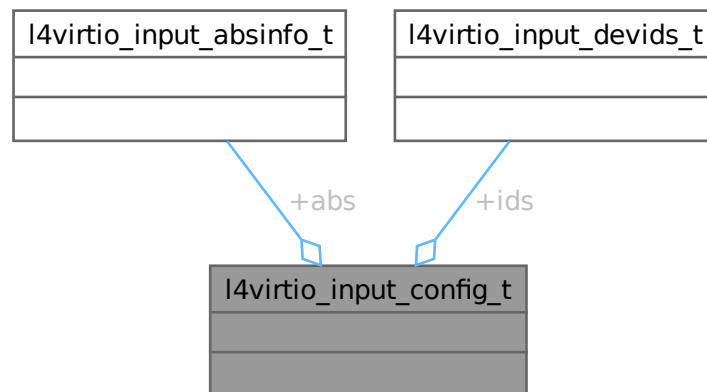 l4virtio_input_absinfo_t
l4virtio_input_devids_t
+abs
+ids
l4virtio_input_config_t